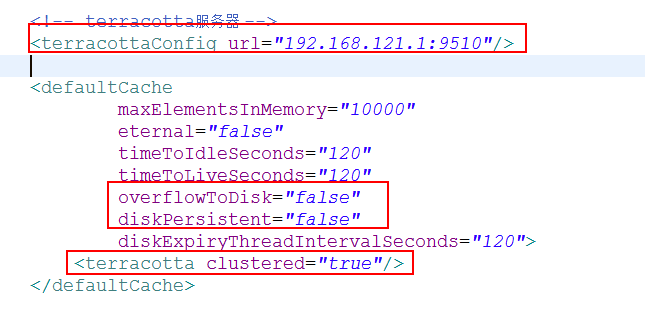 <!-- terracotta服务器 -->
<terracottaConfig url="192.168.121.1:9510"/>
<defaultCache
maxElementsInMemory="10000"
eternal="false"
timeToIdleSeconds="120"
timeToLiveSeconds="120"
overflowToDisk="false"
diskPersistent="false"
diskExpiryThreadIntervalSeconds="120">
<terracotta clustered="true"/>
</defaultCache>